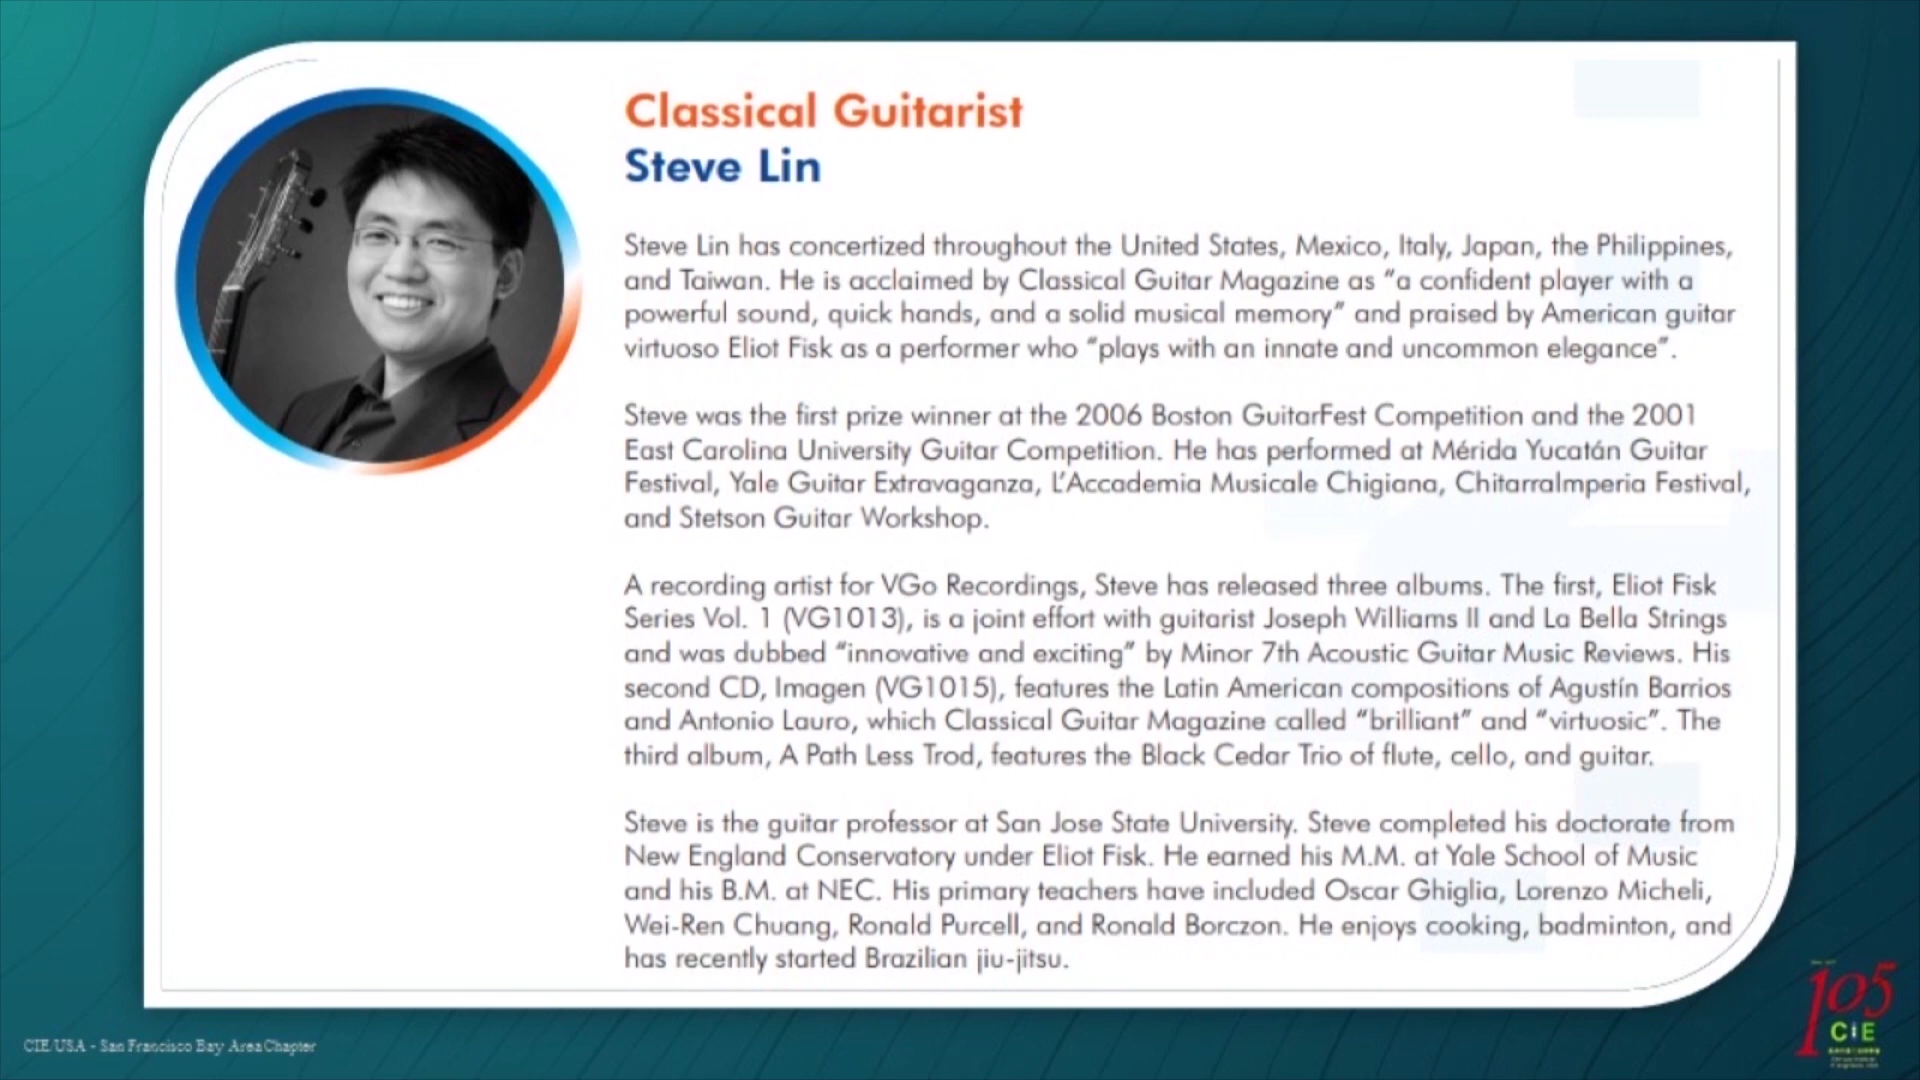 Classical Guitarist
Steve Lin
Steve Lin has concertized throughout the United States, Mexico, Italy, Japan, the Philippines,
and Taiwan. He is acclaimed by Classical Guitar Magazine as “a confident player with a
powerful sound, quick hands, and a solid musical memory” and praised by American guitar
virtuoso Eliot Fisk as a performer who “plays with an innate and uncommon elegance”.
Steve was the first prize winner at the 2006 Boston GuitarFest Competition and the 2001
East Carolina University Guitar Competition. He has performed at Mérida Yucatán Guitar
Festival, Yale Guitar Extravaganza, L’Accademia Musicale Chigiana, ChitarraImperia Festival,
and Stetson Guitar Workshop.
A recording artist for VGo Recordings, Steve has released three albums. The first, Eliot Fisk
Series Vol. 1 (VG1013), is a joint effort with guitarist Joseph Williams II and La Bella Strings
and was dubbed “innovative and exciting” by Minor 7th Acoustic Guitar Music Reviews. His
second CD, Imagen (VG1015), features the Latin American compositions of Agustín Barrios
and Antonio Lauro, which Classical Guitar Magazine called “brilliant” and “virtuosic”. The
third album, A Path Less Trod, features the Black Cedar Trio of flute, cello, and guitar.
Steve is the guitar professor at San Jose State University. Steve completed his doctorate from
New England Conservatory under Eliot Fisk. He earned his M.M. at Yale School of Music
and his B.M. at NEC. His primary teachers have included Oscar Ghiglia, Lorenzo Micheli,
Wei-Ren Chuang, Ronald Purcell, and Ronald Borczon. He enjoys cooking, badminton, and
has recently started Brazilian jiu-jitsu.
CIE/USA - San Francisco Bay Area Chapter
105
CIE